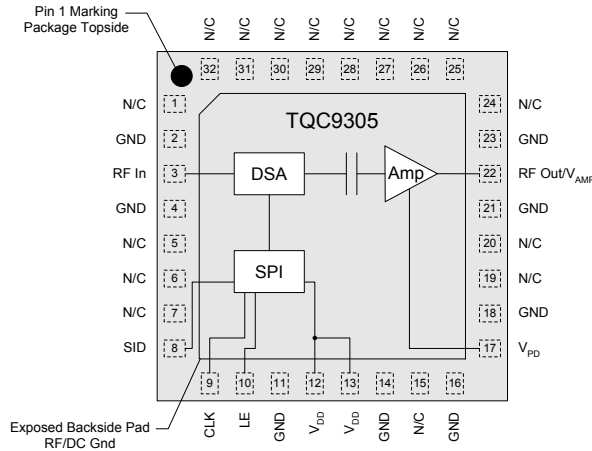 Pin 1 Marking
Package Topside
N/C
N/C
N/C
N/C
N/C
N/C
N/C
N/C
32
31
30
29
28
27
26
25
TQC9305
N/C
1
24
N/C
GND
2
23
GND
RF In
3
DSA
Amp
22
RF Out/VAMP
GND
4
21
GND
N/C
5
20
N/C
N/C
6
SPI
19
N/C
N/C
7
18
GND
SID
8
17
VPD
9
10
11
12
13
14
15
16
CLK
LE
GND
VDD
VDD
GND
N/C
GND
Exposed Backside Pad
RF/DC Gnd